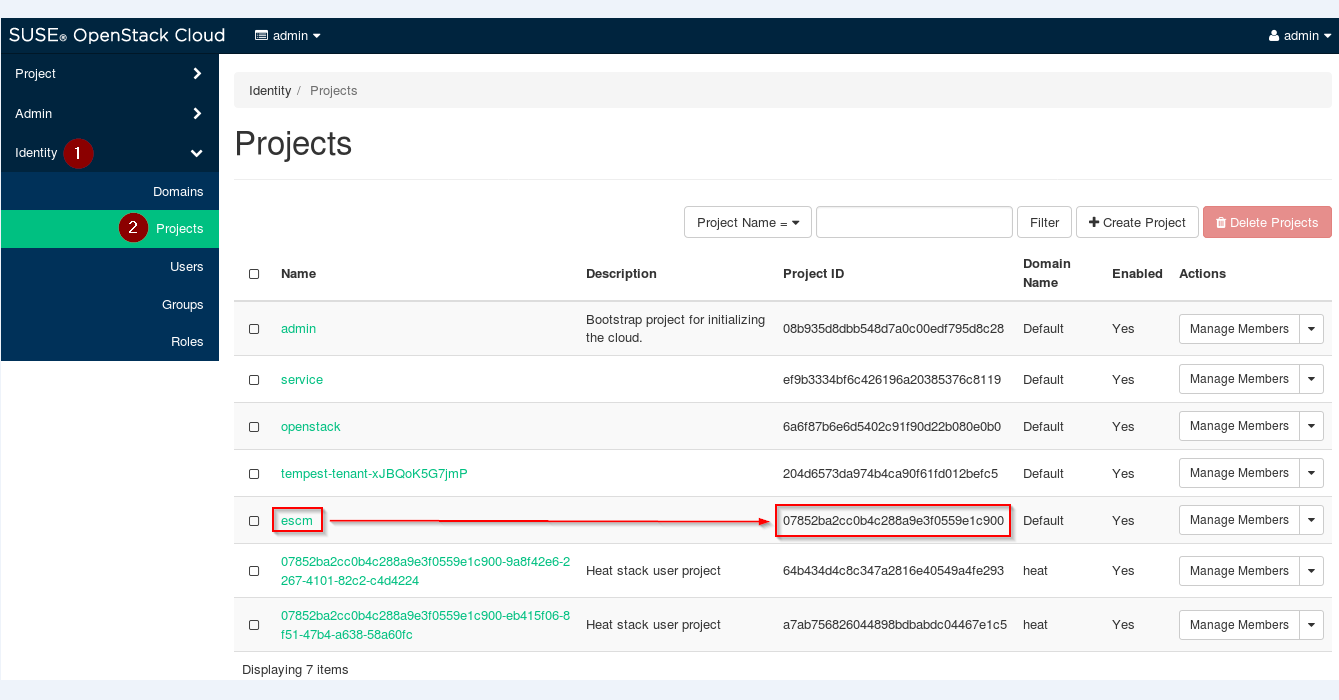 SUSE® OpenStack Cloud admin admin
Project
Admin
Identity 1
Domains
2 Projects
Users
Groups
Roles
Identity / Projects
Projects
Project Name = Filter Create Project Delete Projects
Name Description Project ID Domain Name Enabled Actions
admin Bootstrap project for initializing the cloud. 08b935d8dbb548d7a0c00edf795d8c28 Default Yes Manage Members
service ef9b3334bf6c426196a20385376c8119 Default Yes Manage Members
openstack 6a6f87b6e6d5402c91f90d22b080e0b0 Default Yes Manage Members
tempest-tenant-xJBQoK5G7jmP 204d6573da974b4ca90f61fd012befc5 Default Yes Manage Members
escm 07852ba2cc0b4c288a9e3f0559e1c900 Default Yes Manage Members
07852ba2cc0b4c288a9e3f0559e1c900-9a8f42e6-2 Heat stack user project 64b434d4c8c347a2816e40549a4fe293 heat Yes Manage Members
267-4101-82c2-c4d4224
07852ba2cc0b4c288a9e3f0559e1c900-eb415f06-8 Heat stack user project a7ab756826044898bdbabdc04467e1c5 heat Yes Manage Members
f51-47b4-a638-58a60fc
Displaying 7 items